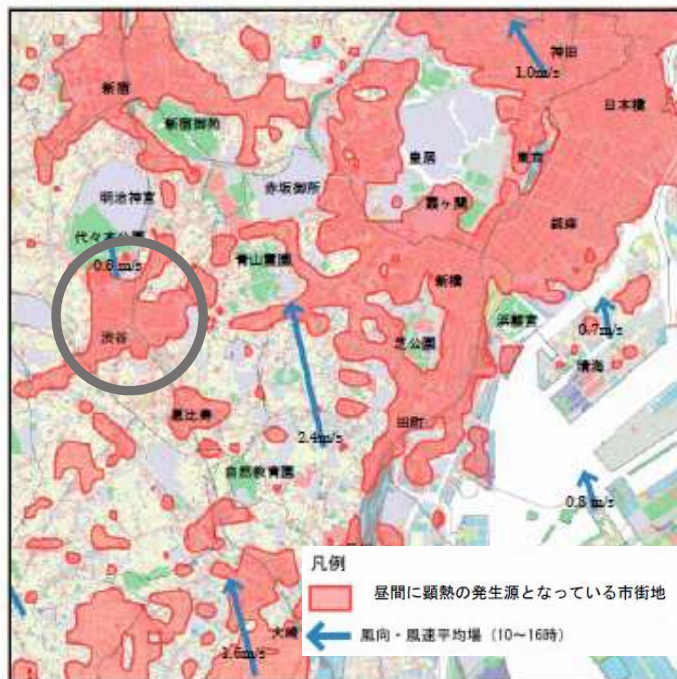 神田
1.0m/s
新宿
日本橋
新宿御苑
東京
皇居
赤坂御所
明治神宮
霞ヶ関
銀座
代々木公園
青山霊園
0.6 m/s
新橋
浜離宮
0.7m/s
渋谷
芝公園
晴海
恵比寿
田町
2.4m/s
自然教育園
0.8 m/s
凡例
昼間に顕熱の発生源となっている市街地
大崎
風向・風速平均場（10～16時）
1.6m/s